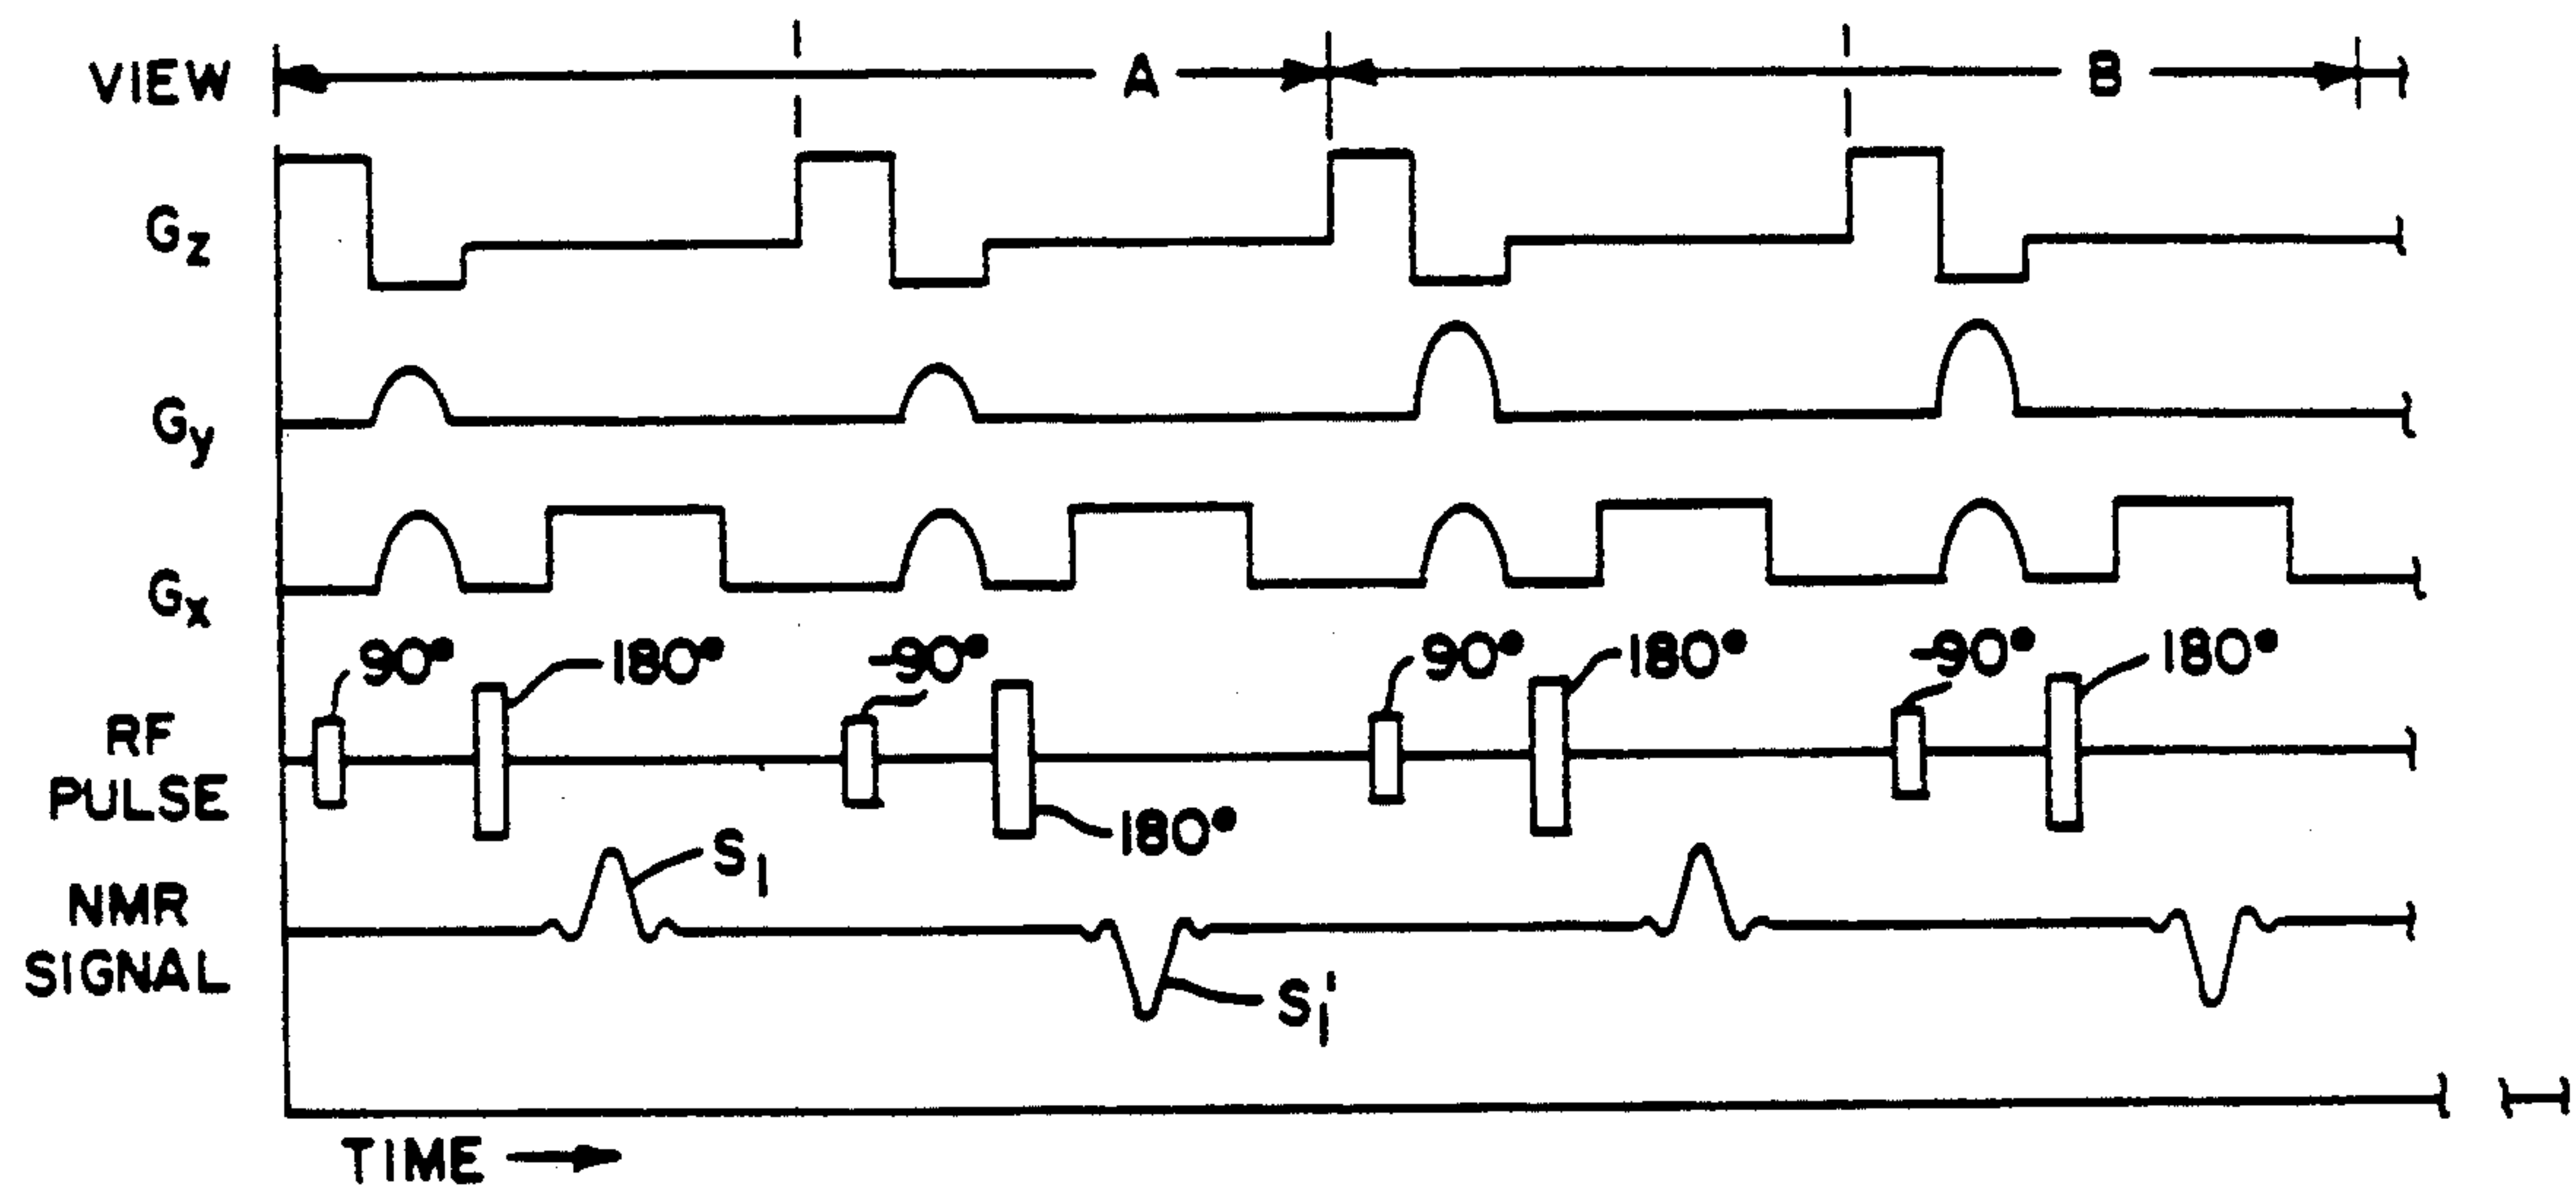 VIEW A B
Gz
Gy
Gx
90° 180° -90° 90° 180° -90° 180°
RF
PULSE
180°
S1
NMR
SIGNAL
S1'
TIME